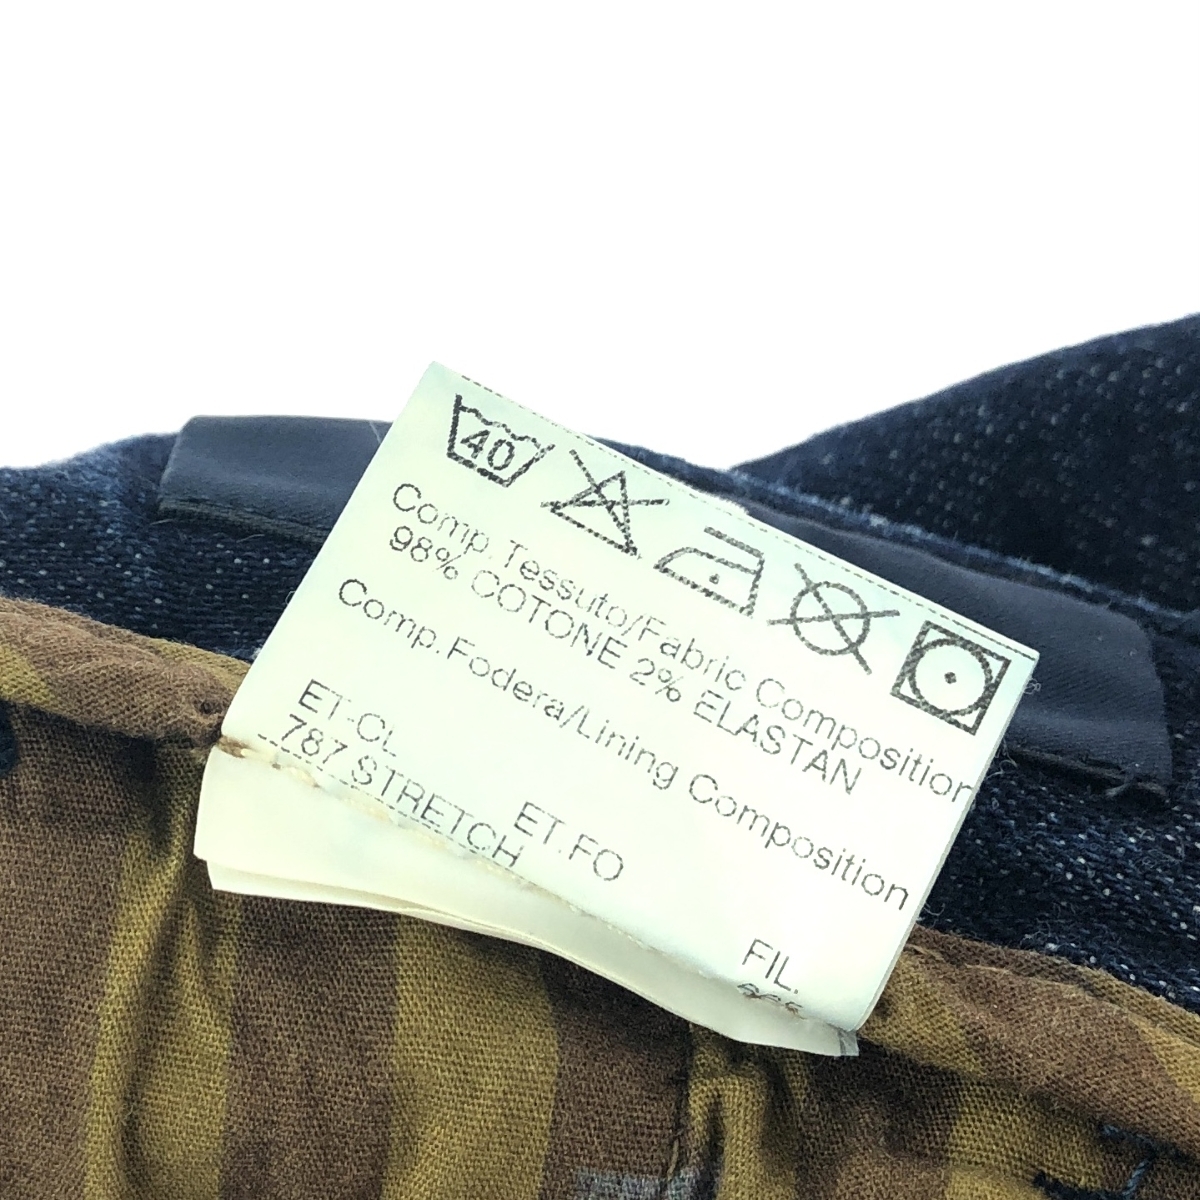 40
Comp. Tessuto/Fabric Composition
98% COTONE 2% ELASTAN
Comp. Fodera/Lining Composition
ET-CL
787 STRETCH
ET.FO
FIL.